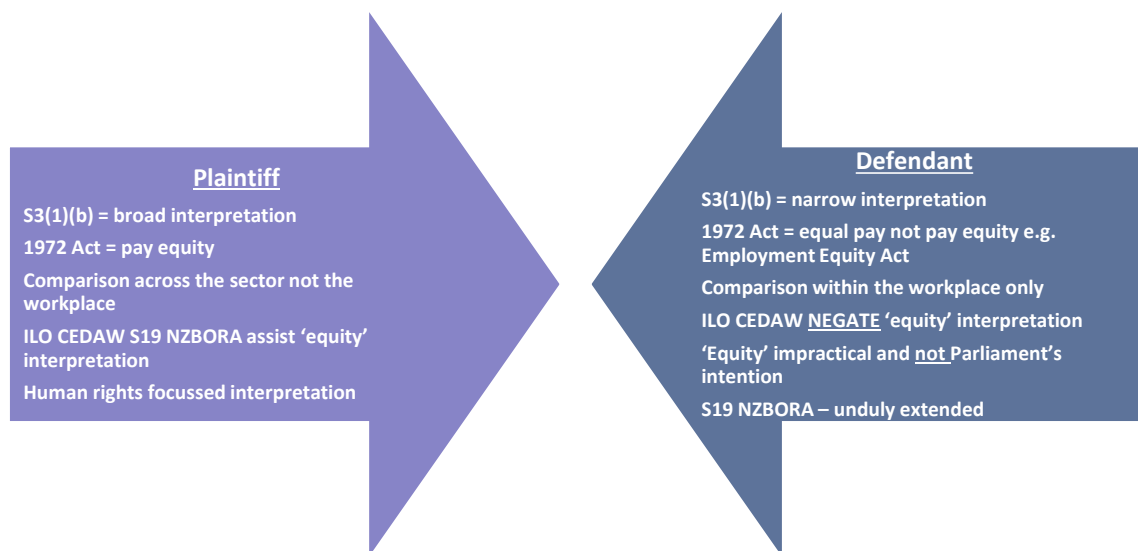 Plaintiff
S3(1)(b) = broad interpretation
1972 Act = pay equity
Comparison across the sector not the
workplace
ILO CEDAW S19 NZBORA assist ‘equity’
interpretation
Human rights focussed interpretation
Defendant
S3(1)(b) = narrow interpretation
1972 Act = equal pay not pay equity e.g.
Employment Equity Act
Comparison within the workplace only
ILO CEDAW NEGATE ‘equity’ interpretation
‘Equity’ impractical and not Parliament’s
intention
S19 NZBORA – unduly extended